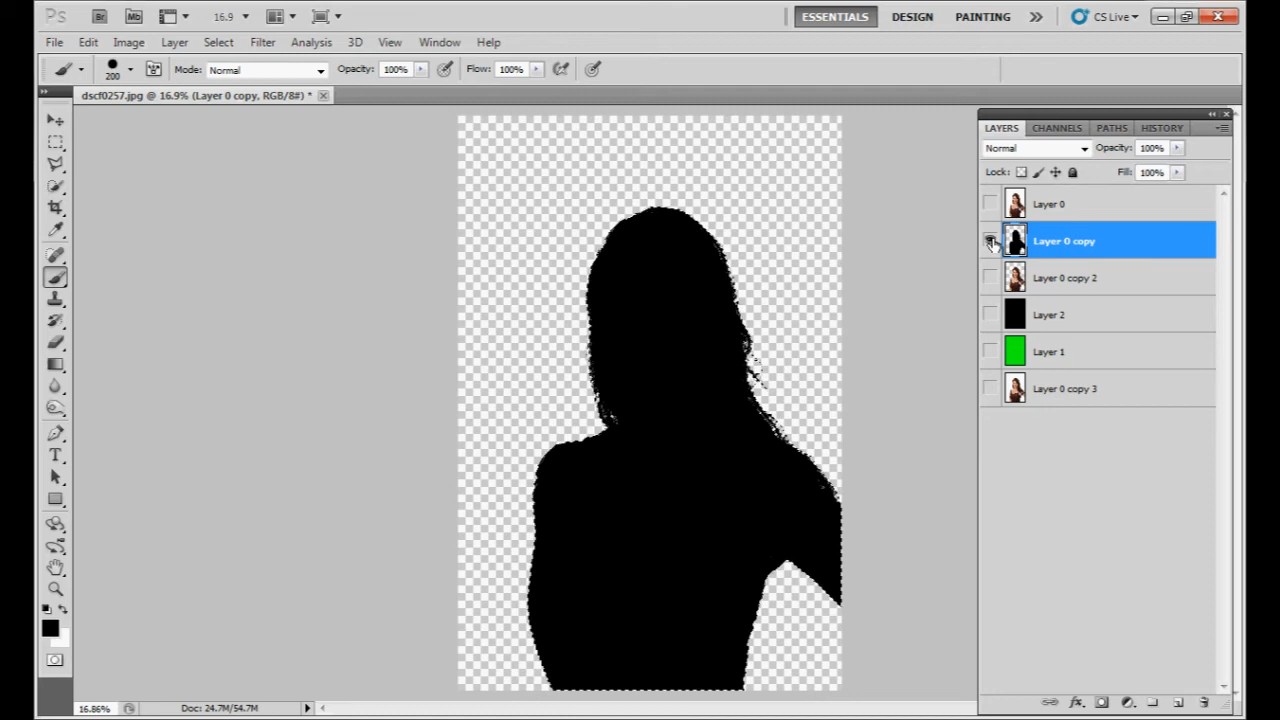 Ps Br Mb 16.9 ESSENTIALS DESIGN PAINTING CS Live
File Edit Image Layer Select Filter Analysis 3D View Window Help
200 Mode: Normal Opacity: 100% Flow: 100%
dscf0257.jpg @ 16.9% (Layer 0 copy, RGB/8#) *
LAYERS CHANNELS PATHS HISTORY
Normal Opacity: 100%
Lock: Fill: 100%
Layer 0
Layer 0 copy
Layer 0 copy 2
Layer 2
Layer 1
Layer 0 copy 3
T
fx
16.86% Doc: 24.7M/54.7M